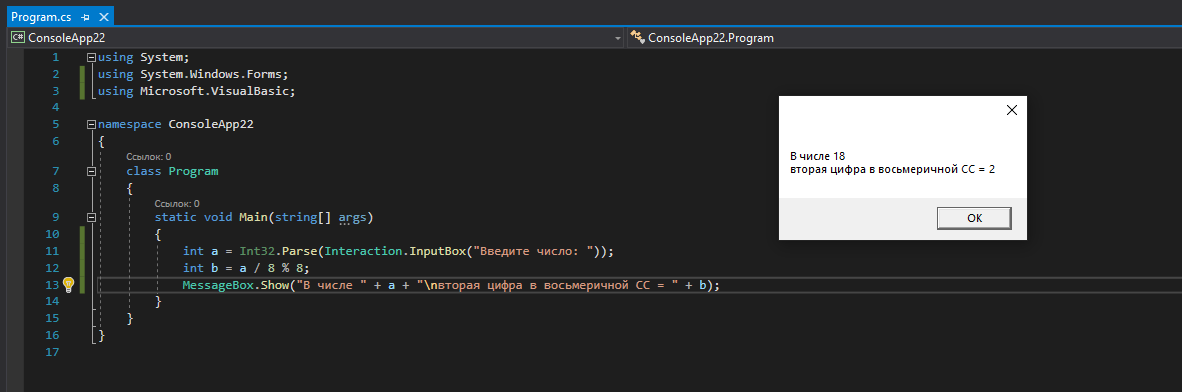 Program.cs
C# ConsoleApp22 ConsoleApp22.Program
1 using System;
2 using System.Windows.Forms;
3 using Microsoft.VisualBasic;
4
5 namespace ConsoleApp22
6 {
Ссылок: 0
7 class Program
8 {
Ссылок: 0
9 static void Main(string[] args)
10 {
11 int a = Int32.Parse(Interaction.InputBox("Введите число: "));
12 int b = a / 8 % 8;
13 MessageBox.Show("В числе " + a + "\nвторая цифра в восьмеричной СС = " + b);
14 }
15 }
16 }
17
В числе 18
вторая цифра в восьмеричной СС = 2
OK